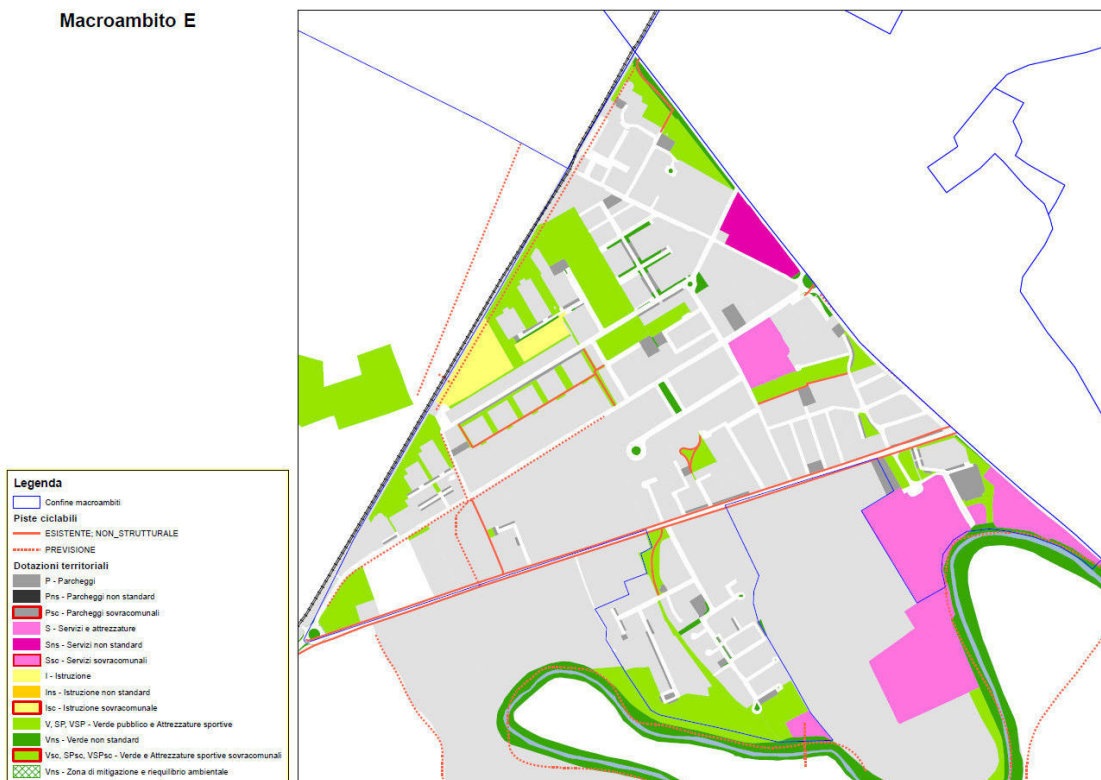 Macroambito E
Legenda
Confine macroambiti
Piste ciclabili
ESISTENTE; NON_STRUTTURALE
PREVISIONE
Dotazioni territoriali
P - Parcheggi
Pns - Parcheggi non standard
Psc - Parcheggi sovracomunali
S - Servizi e attrezzature
Sns - Servizi non standard
Ssc - Servizi sovracomunali
I - Istruzione
Ins - Istruzione non standard
Isc - Istruzione sovracomunale
V, SP, VSP - Verde pubblico e Attrezzature sportive
Vns - Verde non standard
Vsc, SPsc, VSPsc - Verde e Attrezzature sportive sovracomunali
Vns - Zona di mitigazione e riequilibrio ambientale